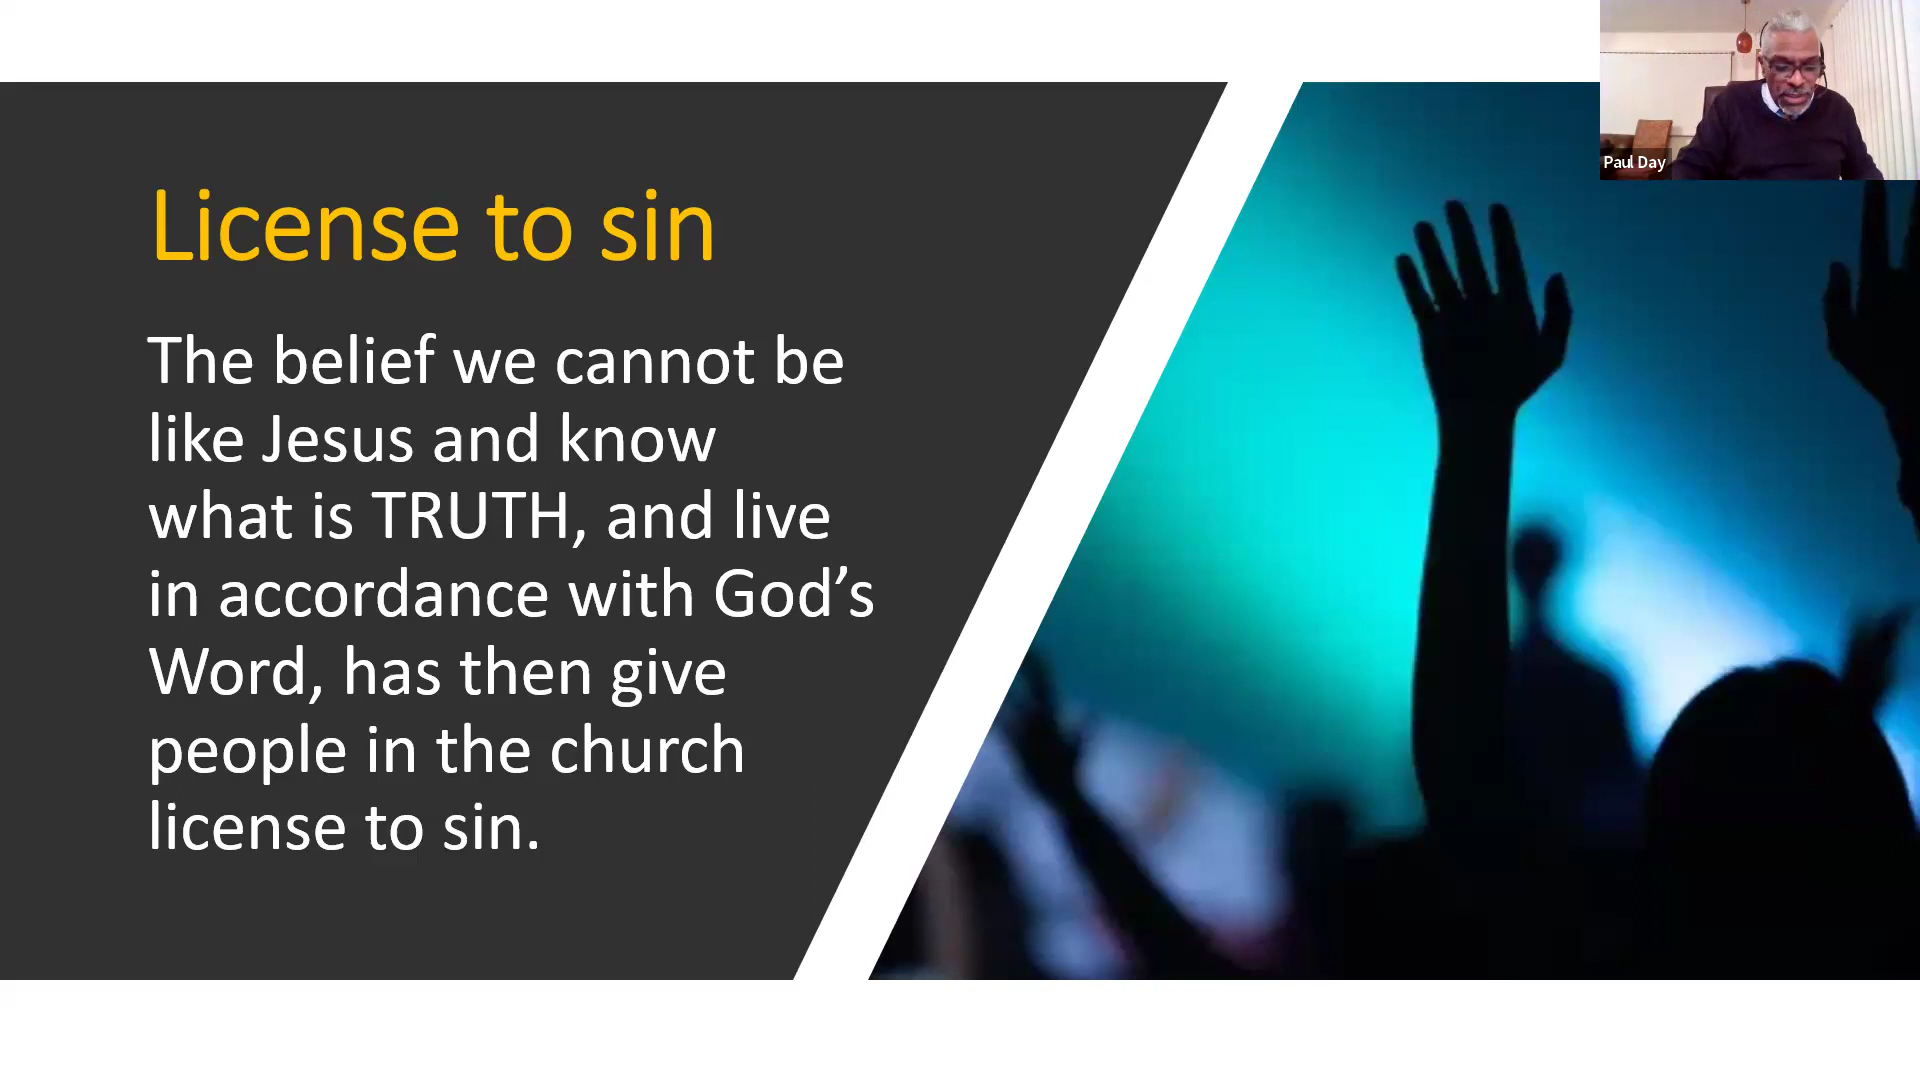 License to sin
The belief we cannot be
like Jesus and know
what is TRUTH, and live
in accordance with God’s
Word, has then give
people in the church
license to sin.
Paul Day